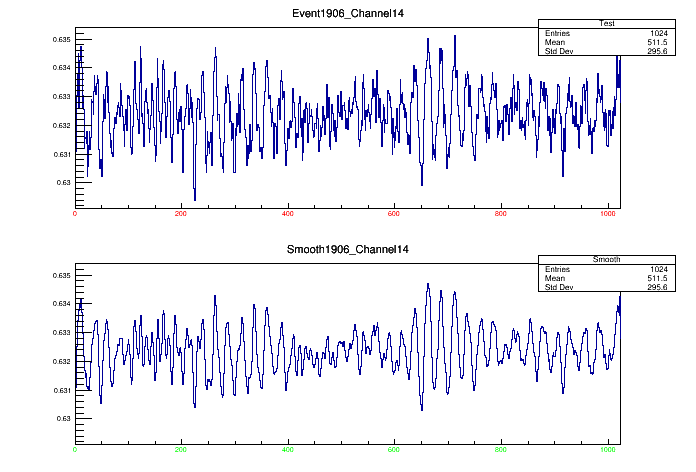 Event1906_Channel14
Test
Entries 1024
Mean 511.5
Std Dev 295.6
0.635
0.634
0.633
0.632
0.631
0.63
0 200 400 600 800 1000
Smooth1906_Channel14
Smooth
Entries 1024
Mean 511.5
Std Dev 295.6
0.635
0.634
0.633
0.632
0.631
0.63
0 200 400 600 800 1000